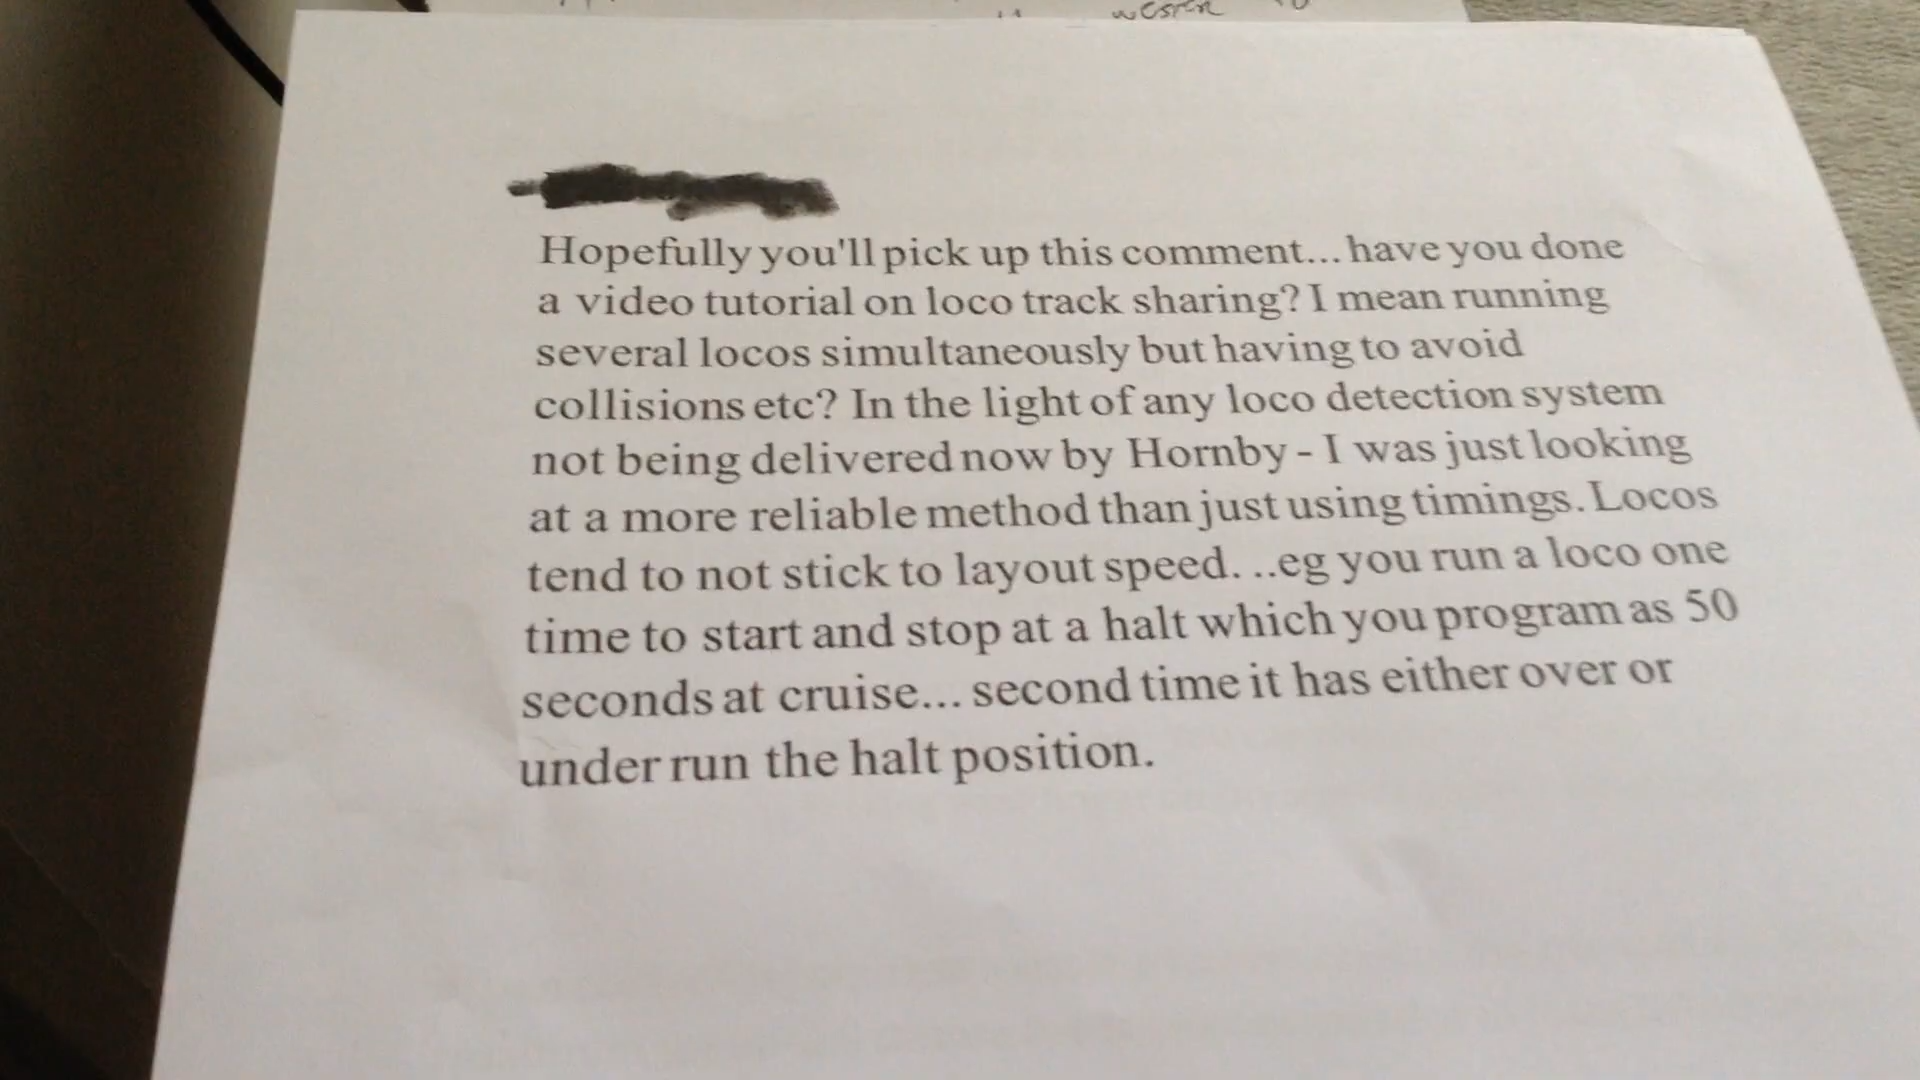 western
Hopefully you'll pick up this comment... have you done
a video tutorial on loco track sharing? I mean running
several locos simultaneously but having to avoid
collisions etc? In the light of any loco detection system
not being delivered now by Hornby - I was just looking
at a more reliable method than just using timings. Locos
tend to not stick to layout speed. ..eg you run a loco one
time to start and stop at a halt which you program as 50
seconds at cruise... second time it has either over or
under run the halt position.